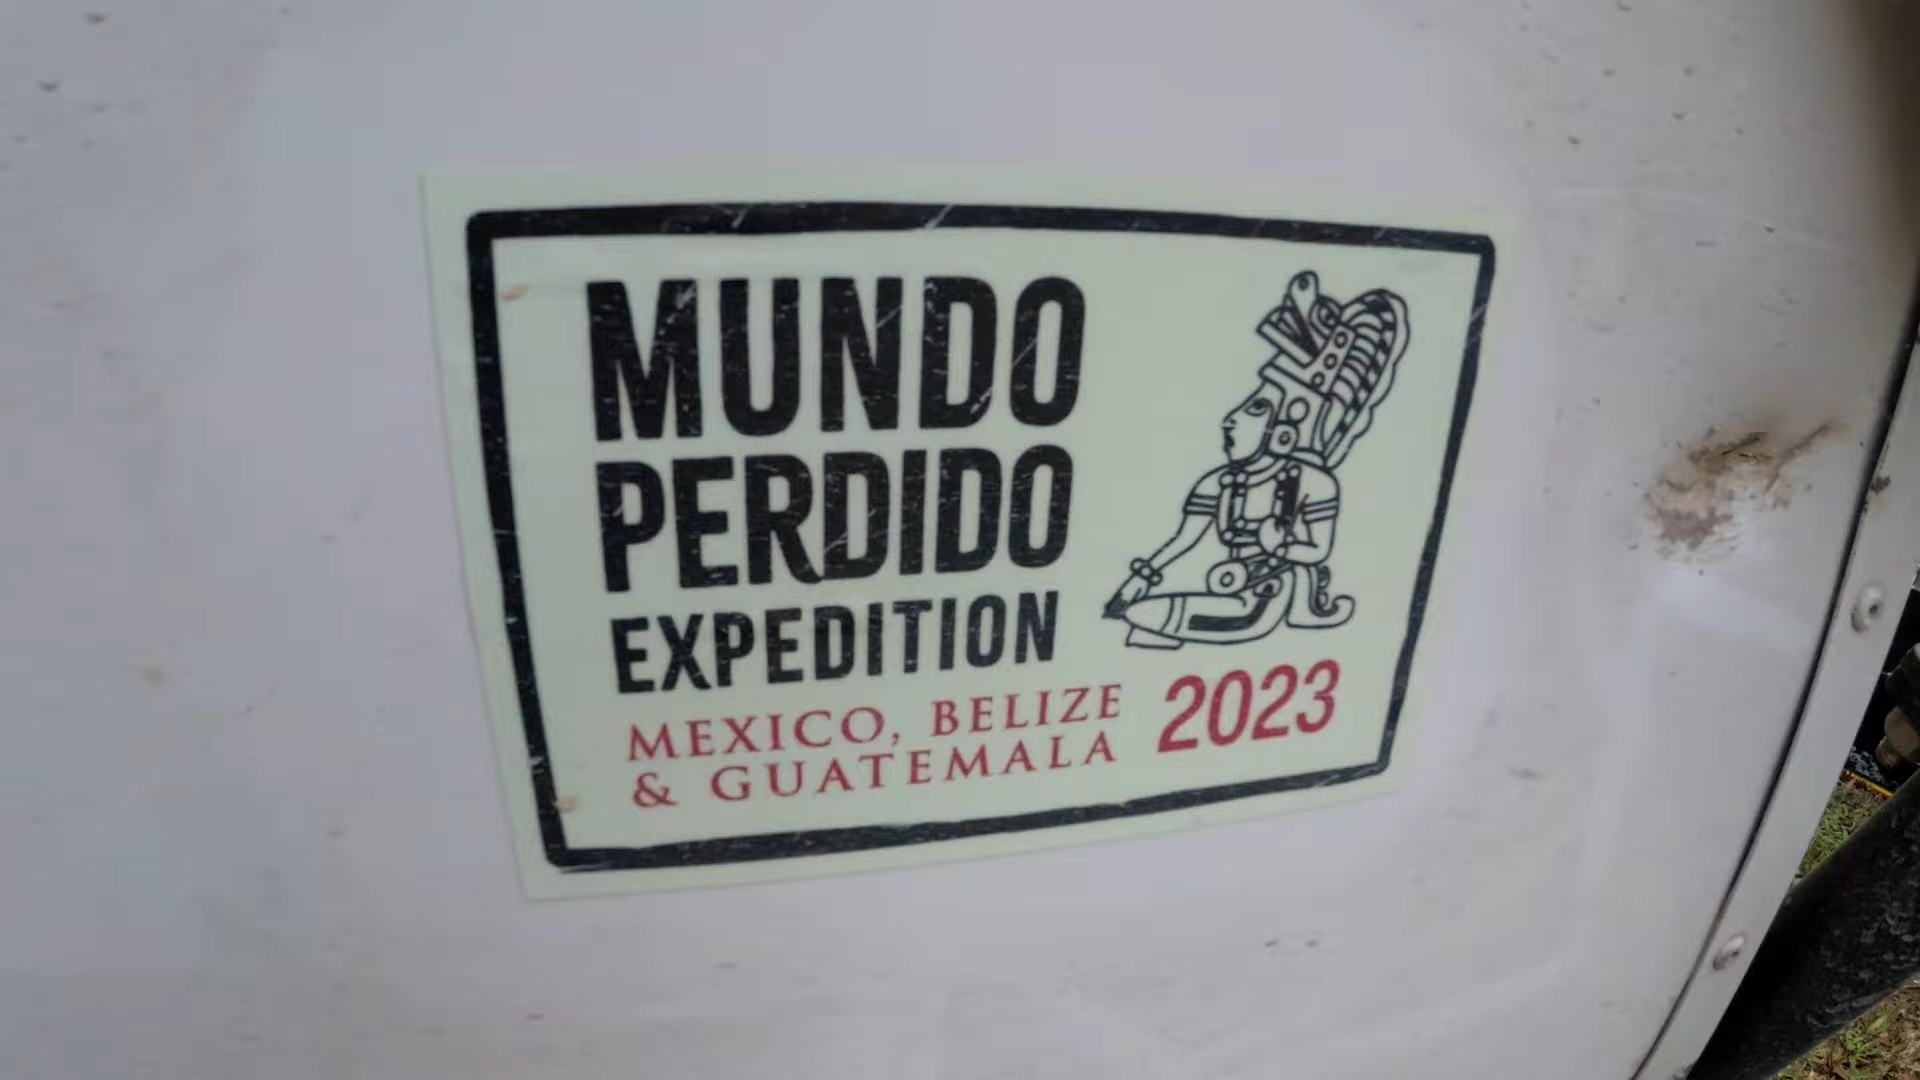 MUNDO
PERDIDO
EXPEDITION
MEXICO, BELIZE
& GUATEMALA
2023